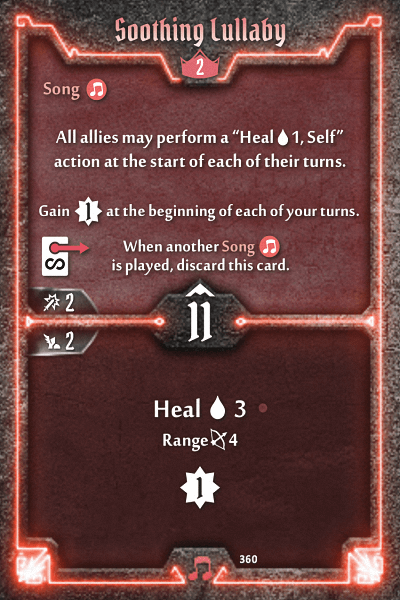 Soothing Lullaby
2
Song
All allies may perform a “Heal 1, Self”
action at the start of each of their turns.
Gain 1 at the beginning of each of your turns.
S
When another Song
is played, discard this card.
2
11
2
Heal 3
Range 4
1
360